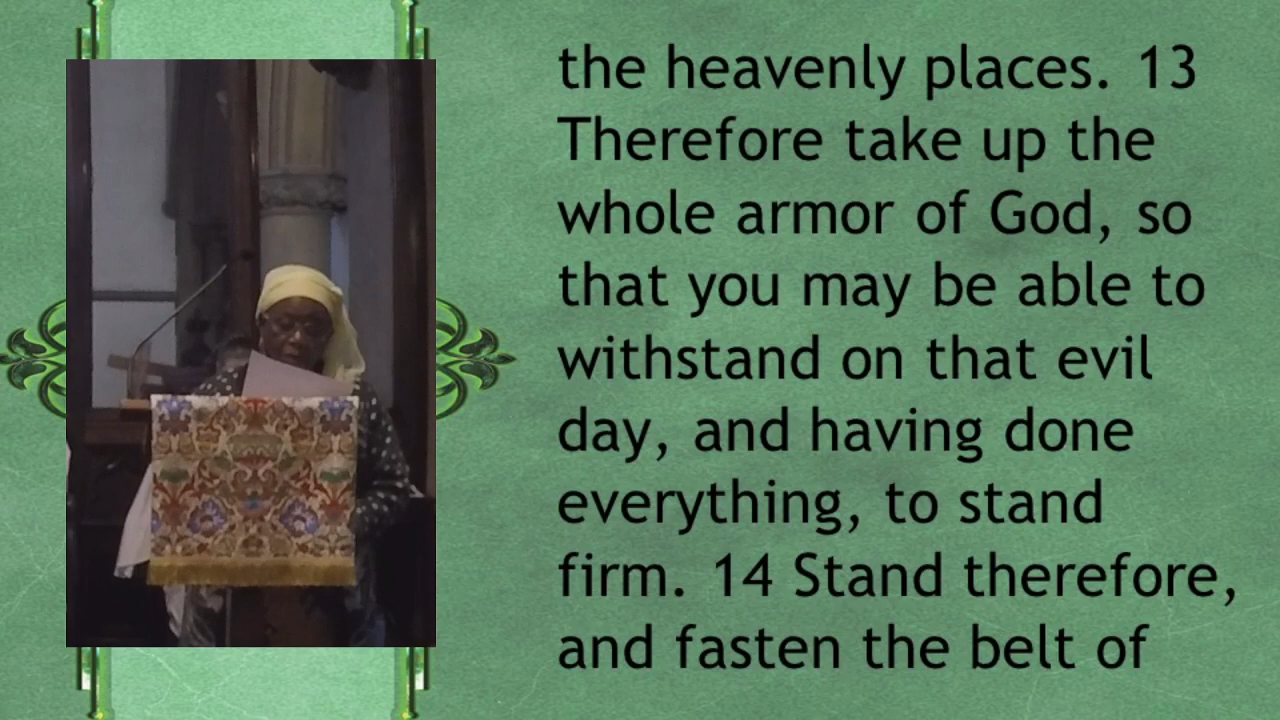 the heavenly places. 13
Therefore take up the
whole armor of God, so
that you may be able to
withstand on that evil
day, and having done
everything, to stand
firm. 14 Stand therefore,
and fasten the belt of